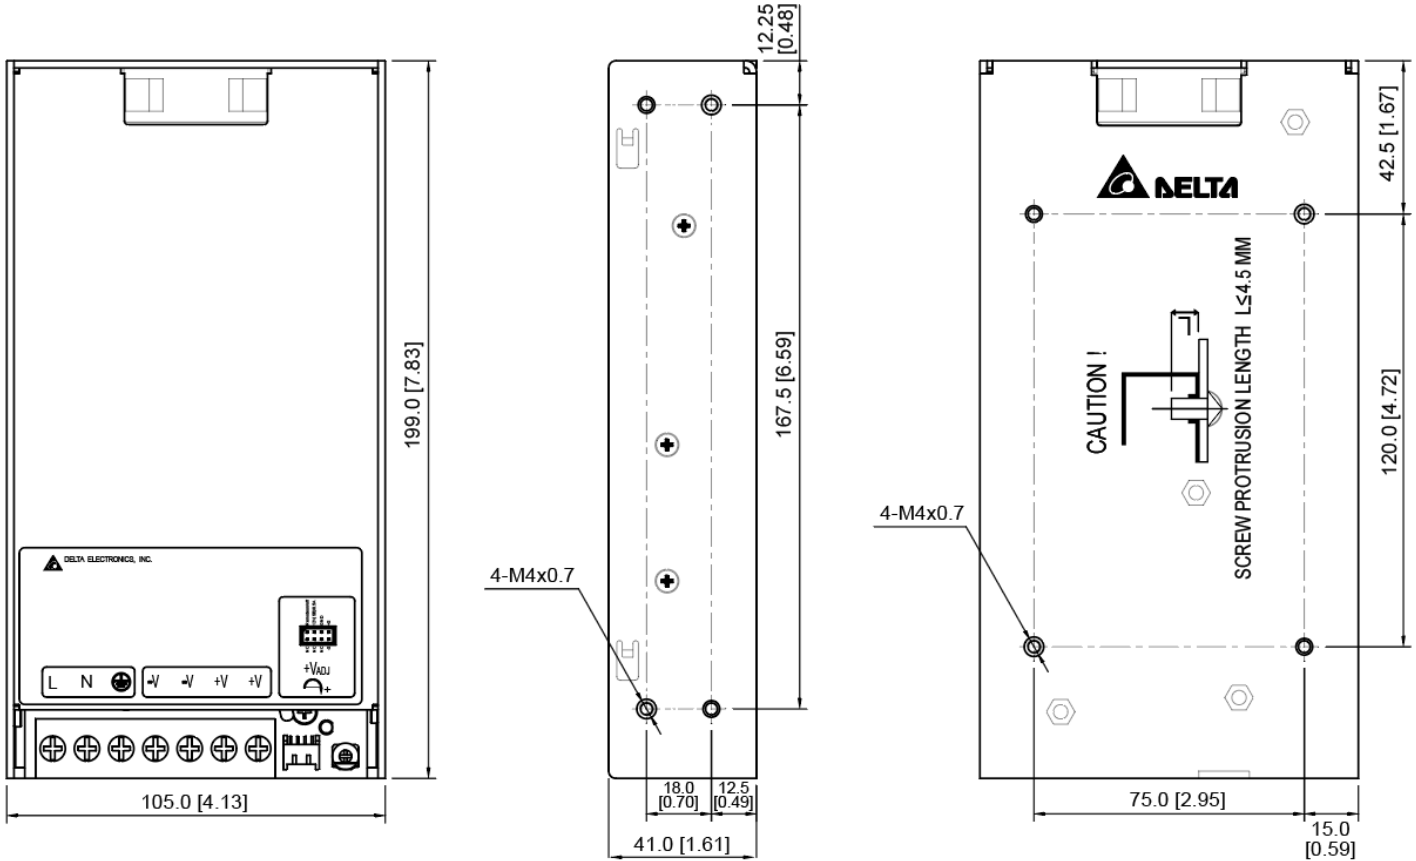 12.25
[0.48]
42.5 [1.67]
DELTA
199.0 [7.83]
167.5 [6.59]
CAUTION !
L
SCREW PROTRUSION LENGTH L≤4.5 MM
120.0 [4.72]
4-M4x0.7
4-M4x0.7
DELTA ELECTRONICS, INC.
+VADJ
+
L N -V -V +V +V
105.0 [4.13]
18.0
[0.70]
12.5
[0.49]
41.0 [1.61]
75.0 [2.95]
15.0
[0.59]